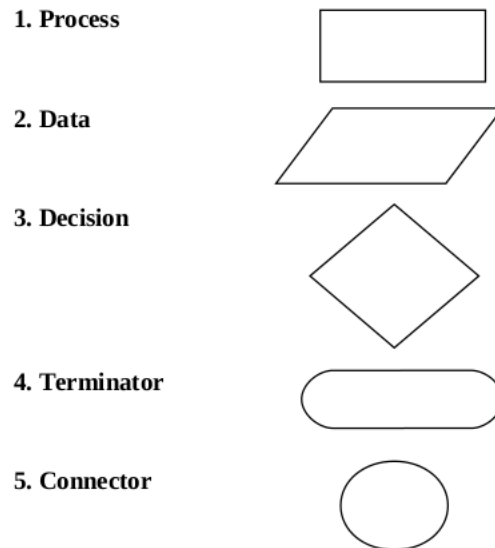 1. Process
2. Data
3. Decision
4. Terminator
5. Connector